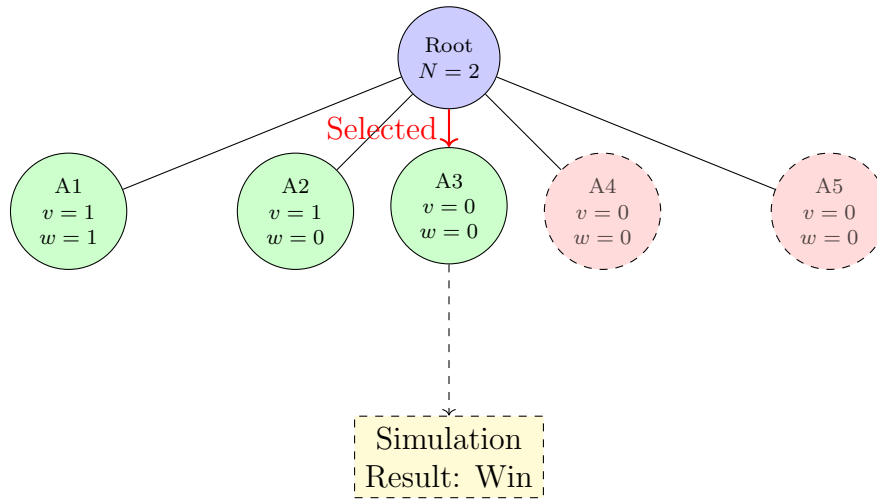 Root
N = 2
Selected
A1
v = 1
w = 1
A2
v = 1
w = 0
A3
v = 0
w = 0
A4
v = 0
w = 0
A5
v = 0
w = 0
Simulation
Result: Win